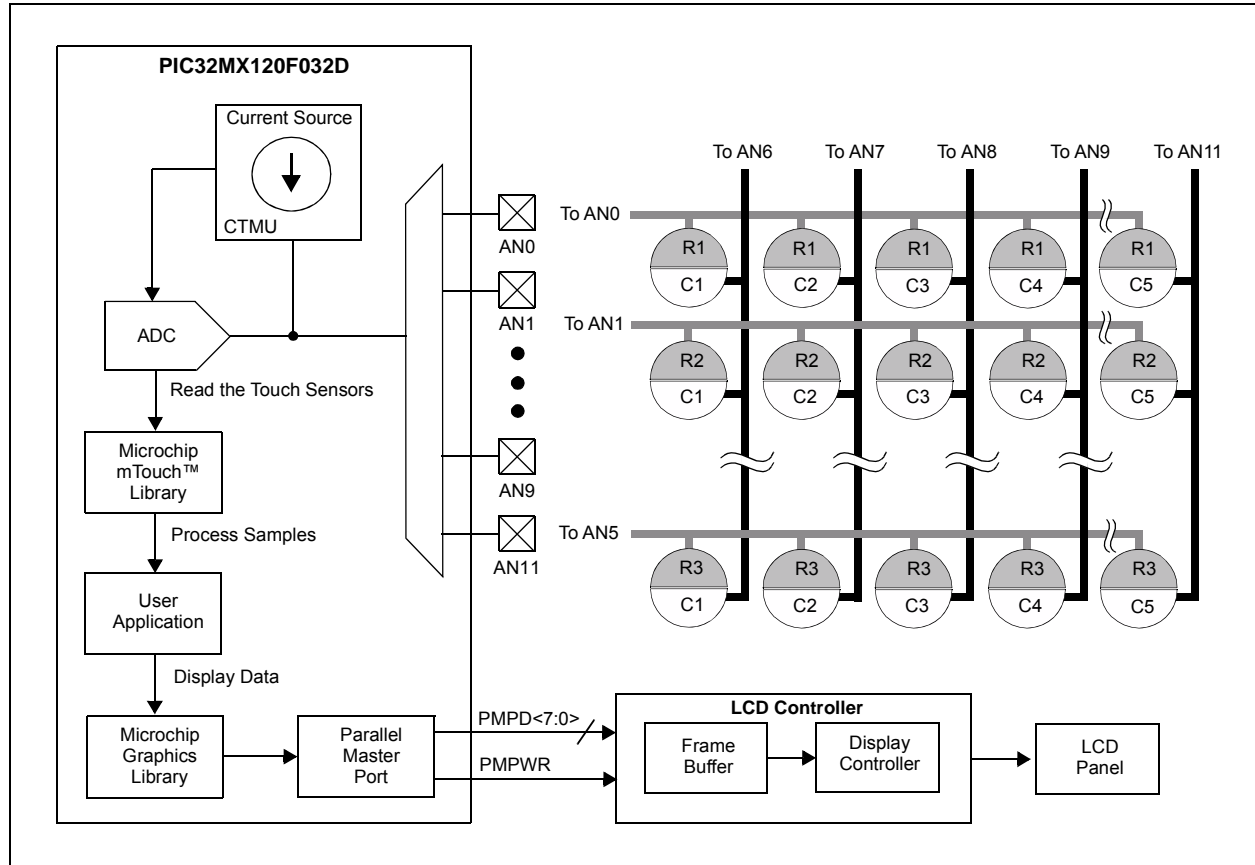 PIC32MX120F032D
Current Source
CTMU
ADC
Read the Touch Sensors
Microchip
mTouch™
Library
Process Samples
User
Application
Display Data
Microchip
Graphics
Library
Parallel
Master
Port
AN0
AN1
AN9
AN11
To AN6
To AN7
To AN8
To AN9
To AN11
To AN0
R1
R1
R1
R1
R1
C1
C2
C3
C4
C5
To AN1
R2
R2
R2
R2
R2
C1
C2
C3
C4
C5
To AN5
R3
R3
R3
R3
R3
C1
C2
C3
C4
C5
PMPD<7:0>
PMPWR
LCD Controller
Frame
Buffer
Display
Controller
LCD
Panel